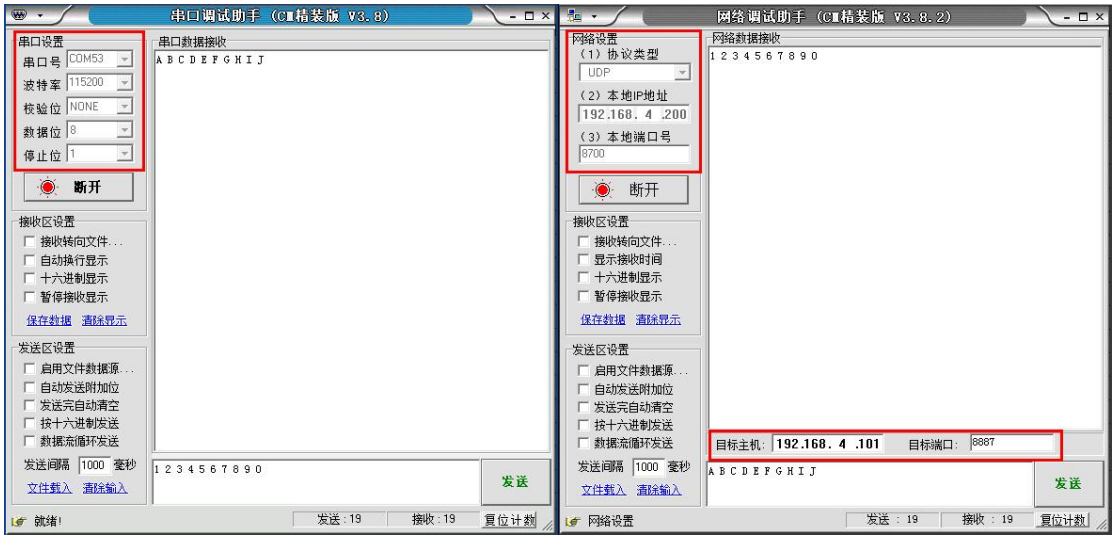 串口调试助手 (CM精装版 V3.8)
串口设置
串口号 COM53
波特率 115200
校验位 NONE
数据位 8
停止位 1
断开
接收区设置
接收转向文件...
自动换行显示
十六进制显示
暂停接收显示
保存数据 清除显示
发送区设置
启用文件数据源...
自动发送附加位
发送完自动清空
按十六进制发送
数据流循环发送
发送间隔 1000 毫秒
文件载入 清除输入
就绪!
串口数据接收
A B C D E F G H I J
1 2 3 4 5 6 7 8 9 0
发送
发送:19 接收:19 复位计数
网络调试助手 (CM精装版 V3.8.2)
网络设置
(1) 协议类型
UDP
(2) 本地IP地址
192.168. 4 .200
(3) 本地端口号
8700
断开
接收区设置
接收转向文件...
显示接收时间
十六进制显示
暂停接收显示
保存数据 清除显示
发送区设置
启用文件数据源...
自动发送附加位
发送完自动清空
按十六进制发送
数据流循环发送
发送间隔 1000 毫秒
文件载入 清除输入
网络设置
网络数据接收
1 2 3 4 5 6 7 8 9 0
目标主机: 192.168. 4 .101 目标端口: 8887
A B C D E F G H I J
发送
发送 : 19 接收 : 19 复位计数